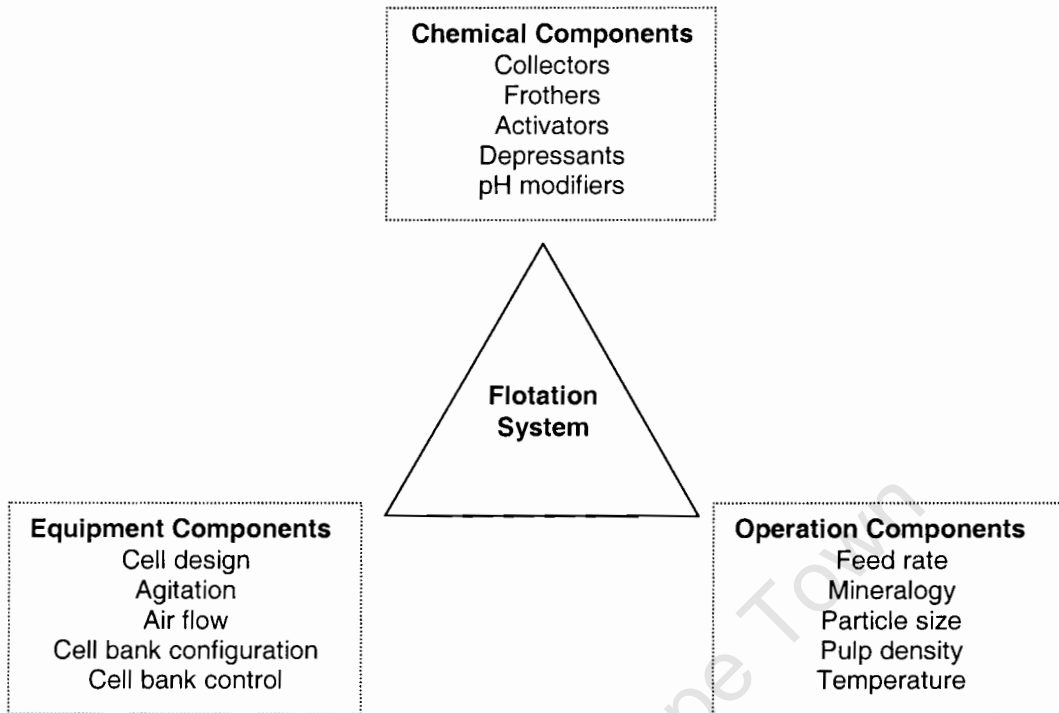 Chemical Components
Collectors
Frothers
Activators
Depressants
pH modifiers
Flotation
System
Equipment Components
Cell design
Agitation
Air flow
Cell bank configuration
Cell bank control
Operation Components
Feed rate
Mineralogy
Particle size
Pulp density
Temperature
Town